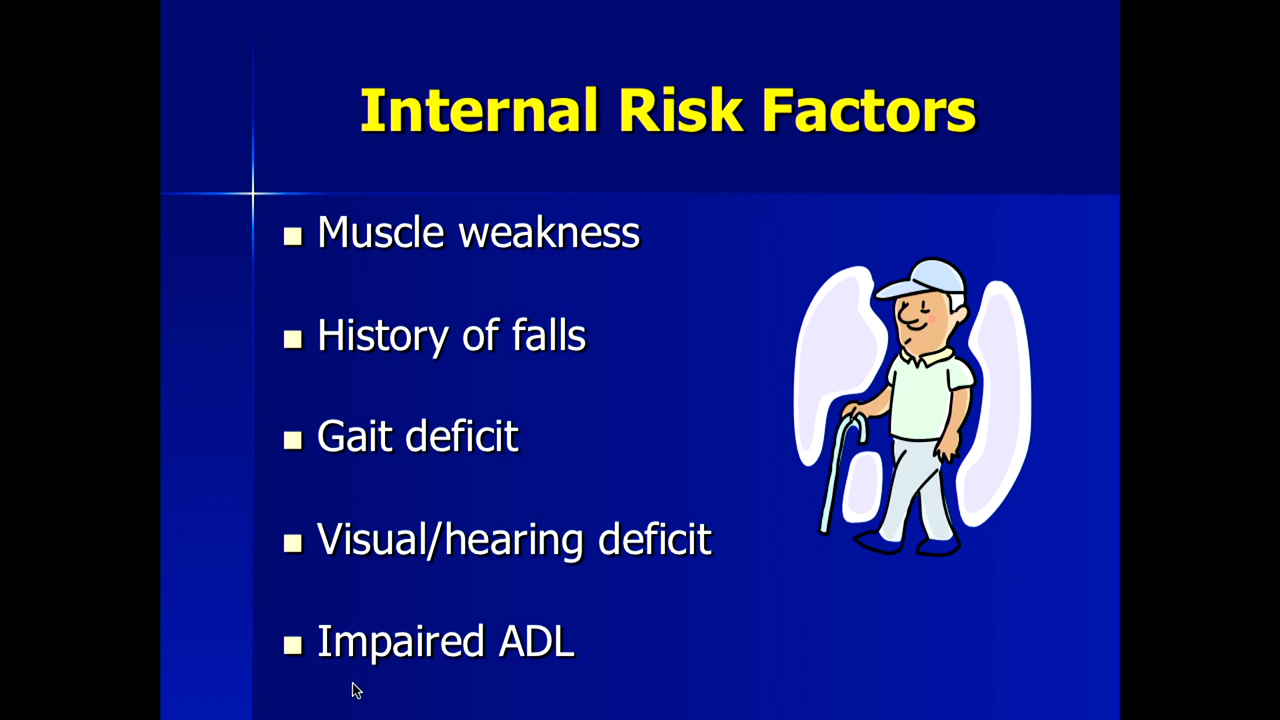 Internal Risk Factors
Muscle weakness
History of falls
Gait deficit
Visual/hearing deficit
Impaired ADL